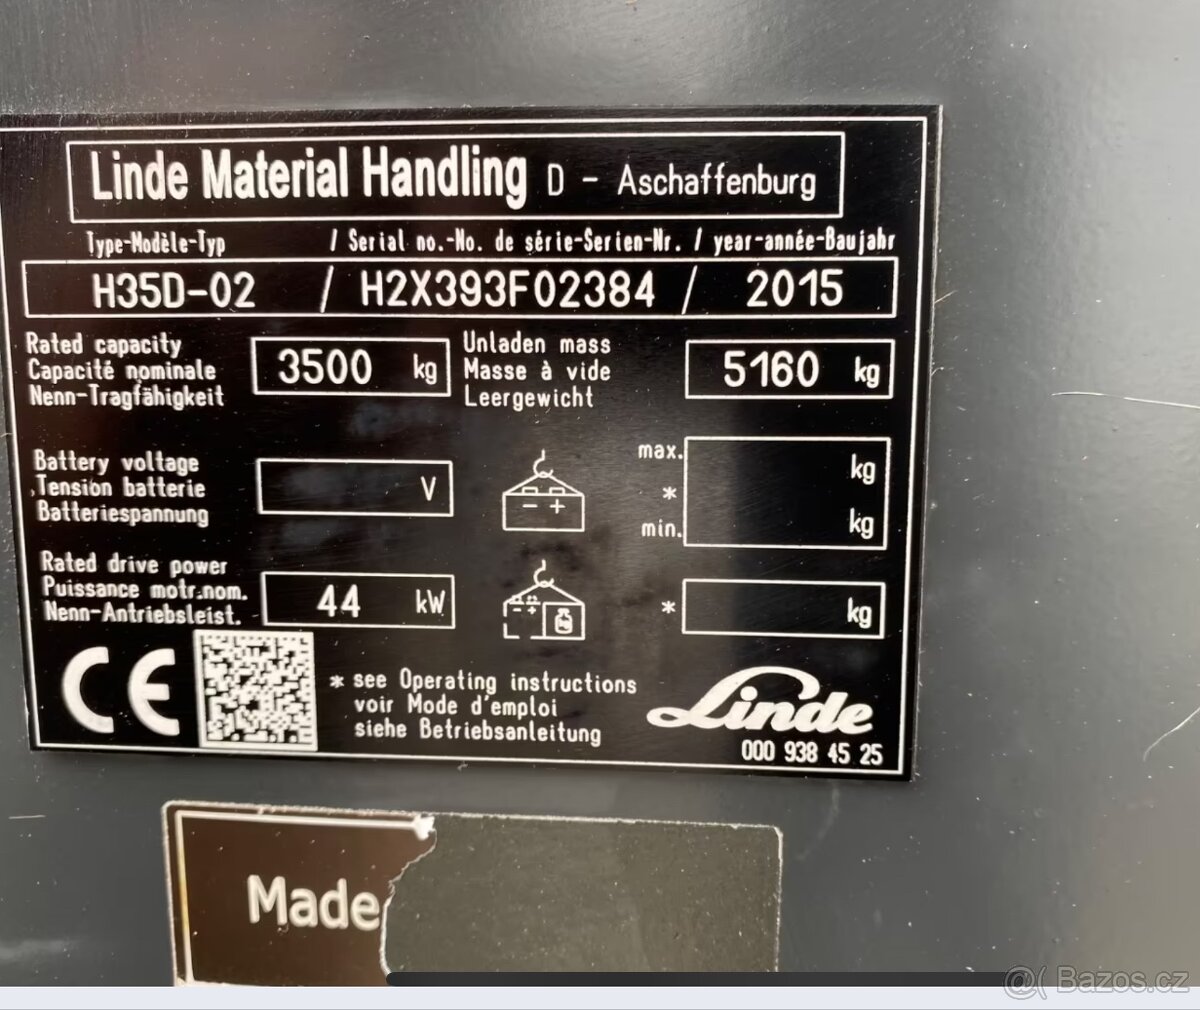 Linde Material Handling D - Aschaffenburg
Type-Modèle-Typ / Serial no.-No. de série-Serien-Nr. / year-année-Baujahr
H35D-02 / H2X393F02384 / 2015
Rated capacity
Capacité nominale
Nenn-Tragfähigkeit
3500 kg
Unladen mass
Masse à vide
Leergewicht
5160 kg
Battery voltage
Tension batterie
Batteriespannung
V
max. kg
*
min. kg
Rated drive power
Puissance motr.nom.
Nenn-Antriebsleist.
44 kW
* kg
CE
* see Operating instructions
voir Mode d'emploi
siehe Betriebsanleitung
Linde
000 938 45 25
Made
@( Bazos.cz